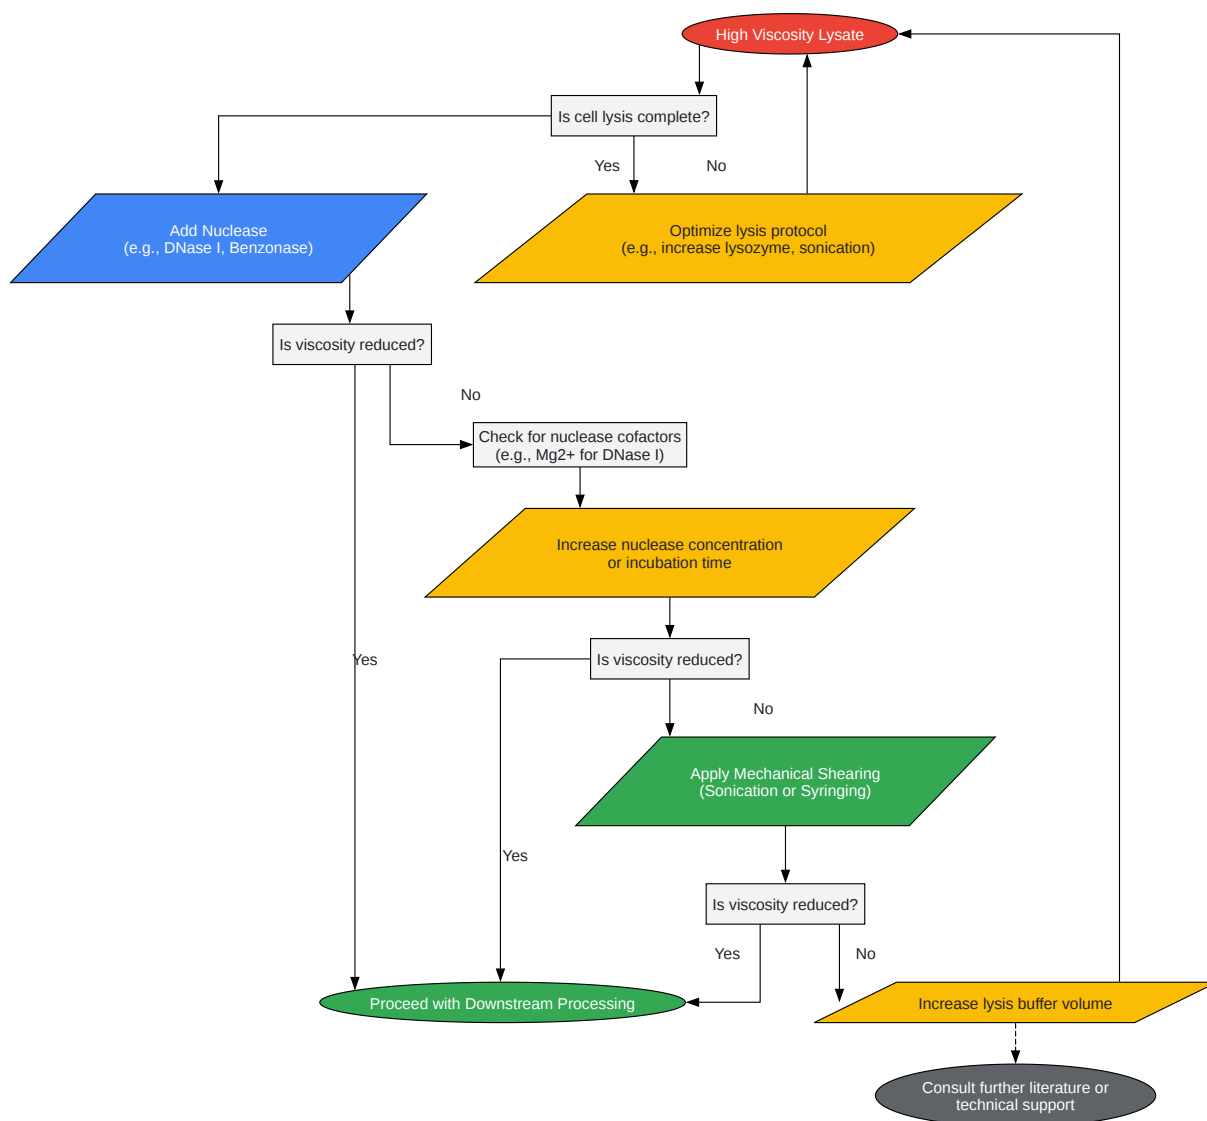 High Viscosity Lysate
Is cell lysis complete?
Yes
No
Add Nuclease
(e.g., DNase I, Benzonase)
Optimize lysis protocol
(e.g., increase lysozyme, sonication)
Is viscosity reduced?
No
Check for nuclease cofactors
(e.g., Mg2+ for DNase I)
Increase nuclease concentration
or incubation time
Yes
Is viscosity reduced?
No
Apply Mechanical Shearing
(Sonication or Syringing)
Yes
Is viscosity reduced?
Yes
No
Proceed with Downstream Processing
Increase lysis buffer volume
Consult further literature or
technical support